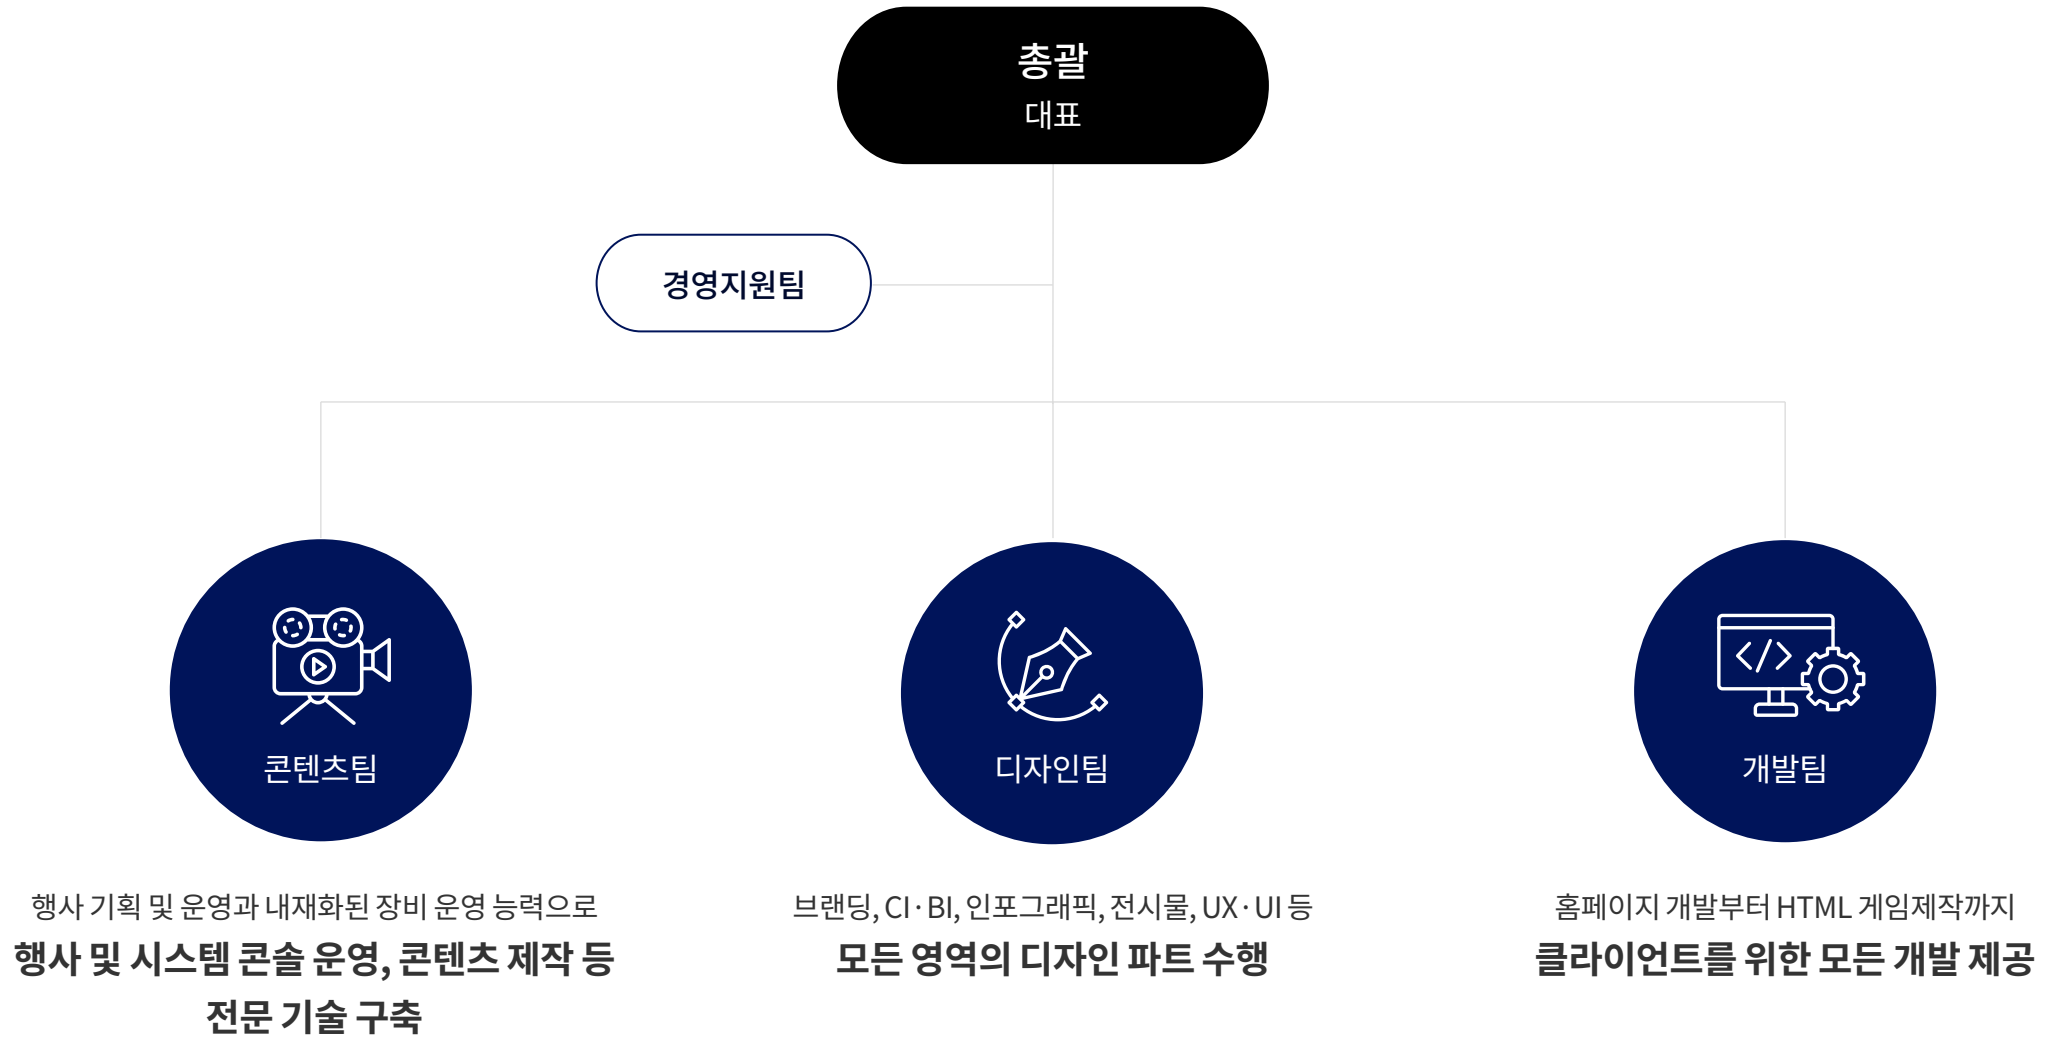 총괄
대표
경영지원팀
콘텐츠팀
디자인팀
개발팀
행사 기획 및 운영과 내재화된 장비 운영 능력으로
행사 및 시스템 콘솔 운영, 콘텐츠 제작 등
전문 기술 구축
브랜딩, CI·BI, 인포그래픽, 전시물, UX·UI 등
모든 영역의 디자인 파트 수행
홈페이지 개발부터 HTML 게임제작까지
클라이언트를 위한 모든 개발 제공